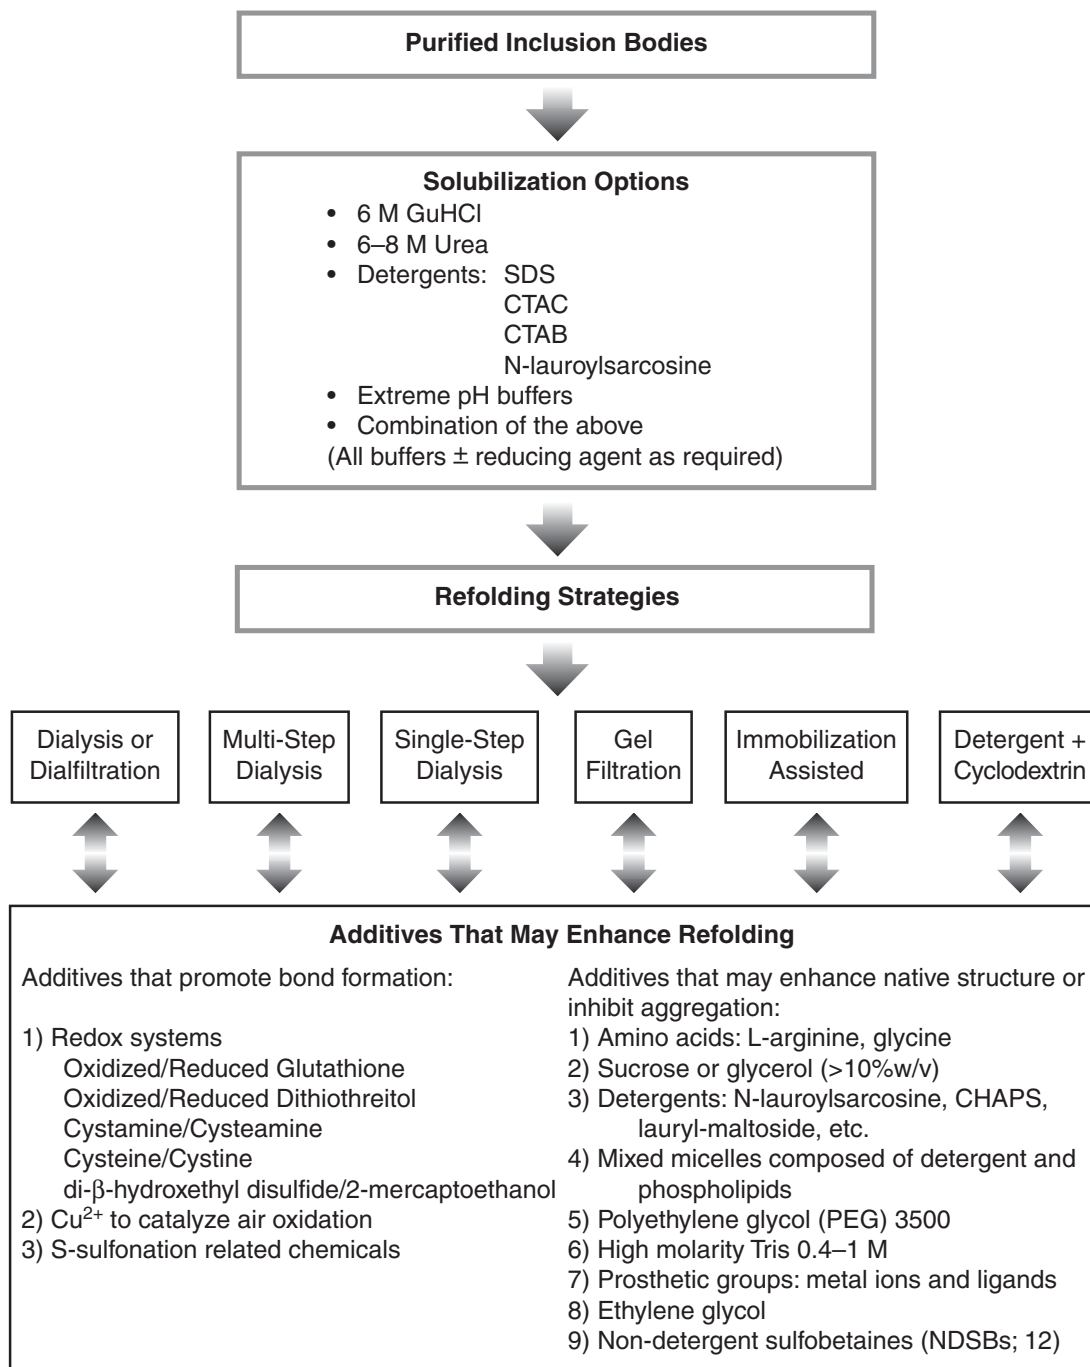 Purified Inclusion Bodies
Solubilization Options
• 6 M GuHCl
• 6–8 M Urea
• Detergents: SDS
CTAC
CTAB
N-lauroylsarcosine
• Extreme pH buffers
• Combination of the above
(All buffers ± reducing agent as required)
Refolding Strategies
Dialysis or
Dialfiltration
Multi-Step
Dialysis
Single-Step
Dialysis
Gel
Filtration
Immobilization
Assisted
Detergent +
Cyclodextrin
Additives That May Enhance Refolding
Additives that promote bond formation:
1) Redox systems
Oxidized/Reduced Glutathione
Oxidized/Reduced Dithiothreitol
Cystamine/Cysteamine
Cysteine/Cystine
di-β-hydroxethyl disulfide/2-mercaptoethanol
2) Cu²⁺ to catalyze air oxidation
3) S-sulfonation related chemicals
Additives that may enhance native structure or
inhibit aggregation:
1) Amino acids: L-arginine, glycine
2) Sucrose or glycerol (>10%w/v)
3) Detergents: N-lauroylsarcosine, CHAPS,
lauryl-maltoside, etc.
4) Mixed micelles composed of detergent and
phospholipids
5) Polyethylene glycol (PEG) 3500
6) High molarity Tris 0.4–1 M
7) Prosthetic groups: metal ions and ligands
8) Ethylene glycol
9) Non-detergent sulfobetaines (NDSBs; 12)